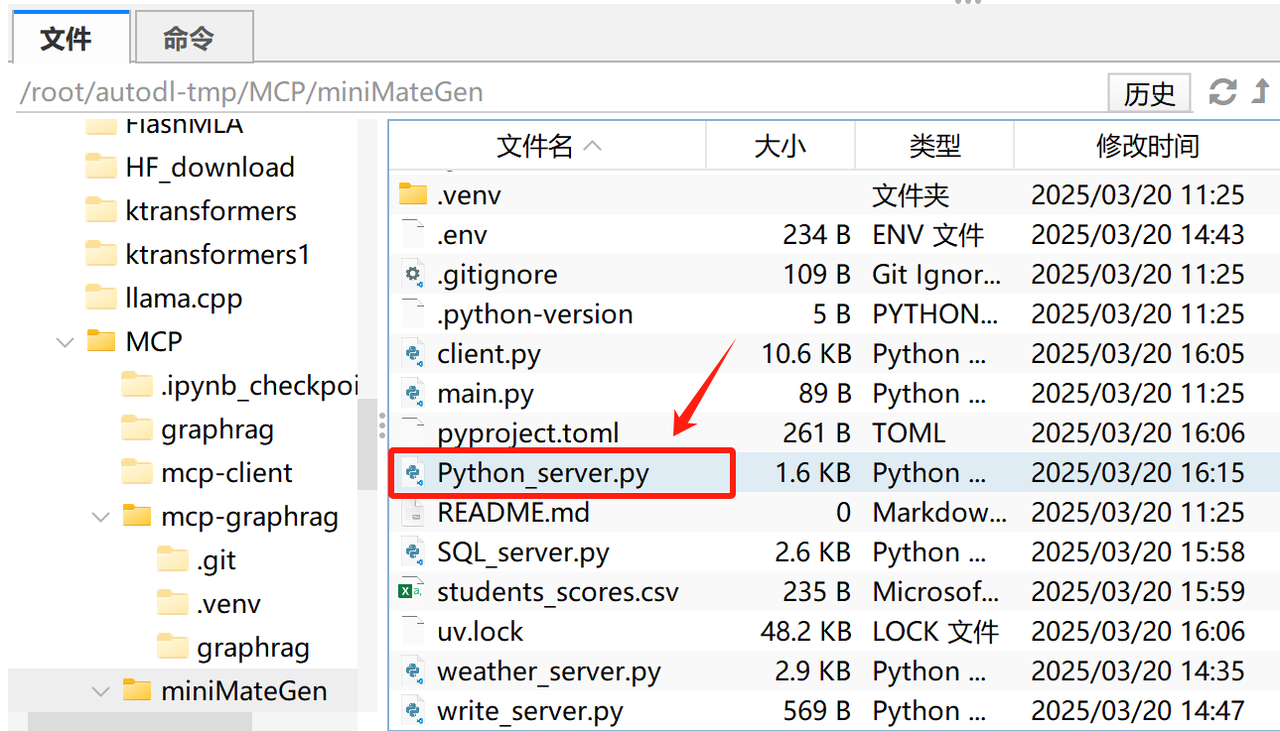 文件 命令
/root/autodl-tmp/MCP/miniMateGen 历史
FlashMLA
HF_download
ktransformers
ktransformers1
llama.cpp
MCP
.ipynb_checkpoi
graphrag
mcp-client
mcp-graphrag
.git
.venv
graphrag
miniMateGen
文件名 大小 类型 修改时间
.venv 文件夹 2025/03/20 11:25
.env 234 B ENV 文件 2025/03/20 14:43
.gitignore 109 B Git Ignor... 2025/03/20 11:25
.python-version 5 B PYTHON... 2025/03/20 11:25
client.py 10.6 KB Python ... 2025/03/20 16:05
main.py 89 B Python ... 2025/03/20 11:25
pyproject.toml 261 B TOML 2025/03/20 16:06
Python_server.py 1.6 KB Python ... 2025/03/20 16:15
README.md 0 Markdow... 2025/03/20 11:25
SQL_server.py 2.6 KB Python ... 2025/03/20 15:58
students_scores.csv 235 B Microsof... 2025/03/20 15:59
uv.lock 48.2 KB LOCK 文件 2025/03/20 16:06
weather_server.py 2.9 KB Python ... 2025/03/20 14:35
write_server.py 569 B Python ... 2025/03/20 14:47